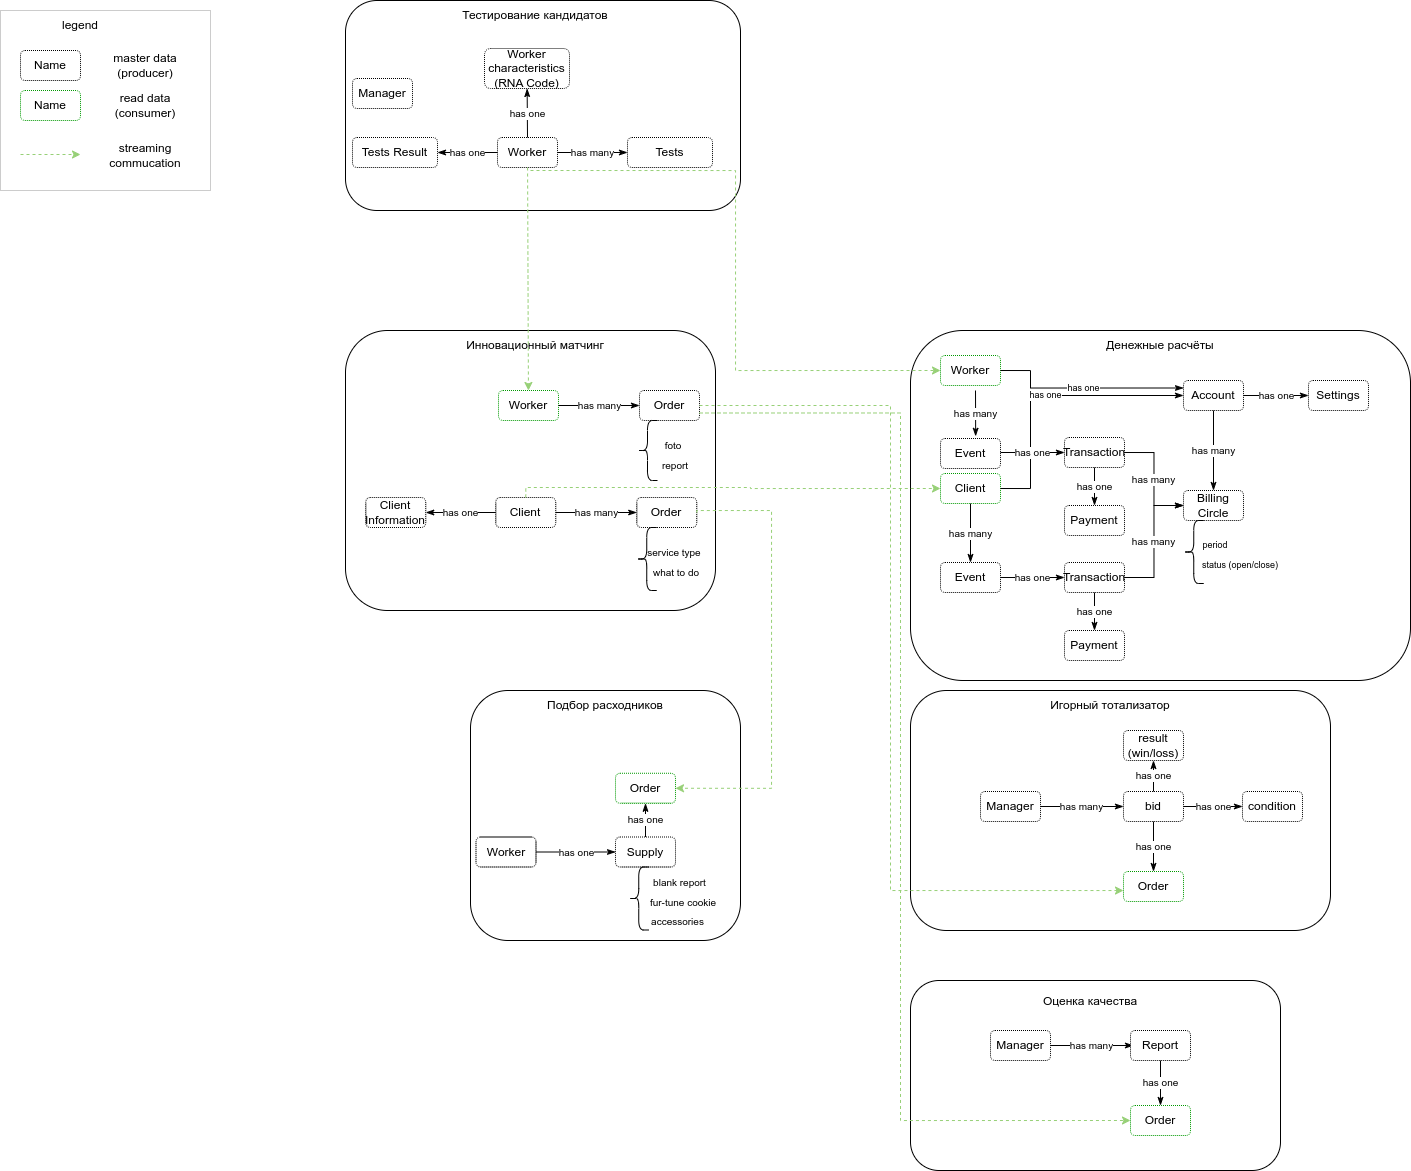 legend
Name
master data
(producer)
Name
read data
(consumer)
streaming
commucation
Тестирование кандидатов
Worker
characteristics
(RNA Code)
Manager
has one
Tests Result
has one
Worker
has many
Tests
Инновационный матчинг
Worker
has many
Order
foto
report
Client
Information
has one
Client
has many
Order
service type
what to do
Денежные расчёты
Worker
has one
has one
Account
has one
Settings
has many
Event
has one
Transaction
has many
has many
Client
has one
Payment
Billing
Circle
has many
has many
period
status (open/close)
Event
has one
Transaction
has one
Payment
Подбор расходников
Order
has one
Worker
has one
Supply
blank report
fur-tune cookie
accessories
Игорный тотализатор
result
(win/loss)
has one
Manager
has many
bid
has one
condition
has one
Order
Оценка качества
Manager
has many
Report
has one
Order